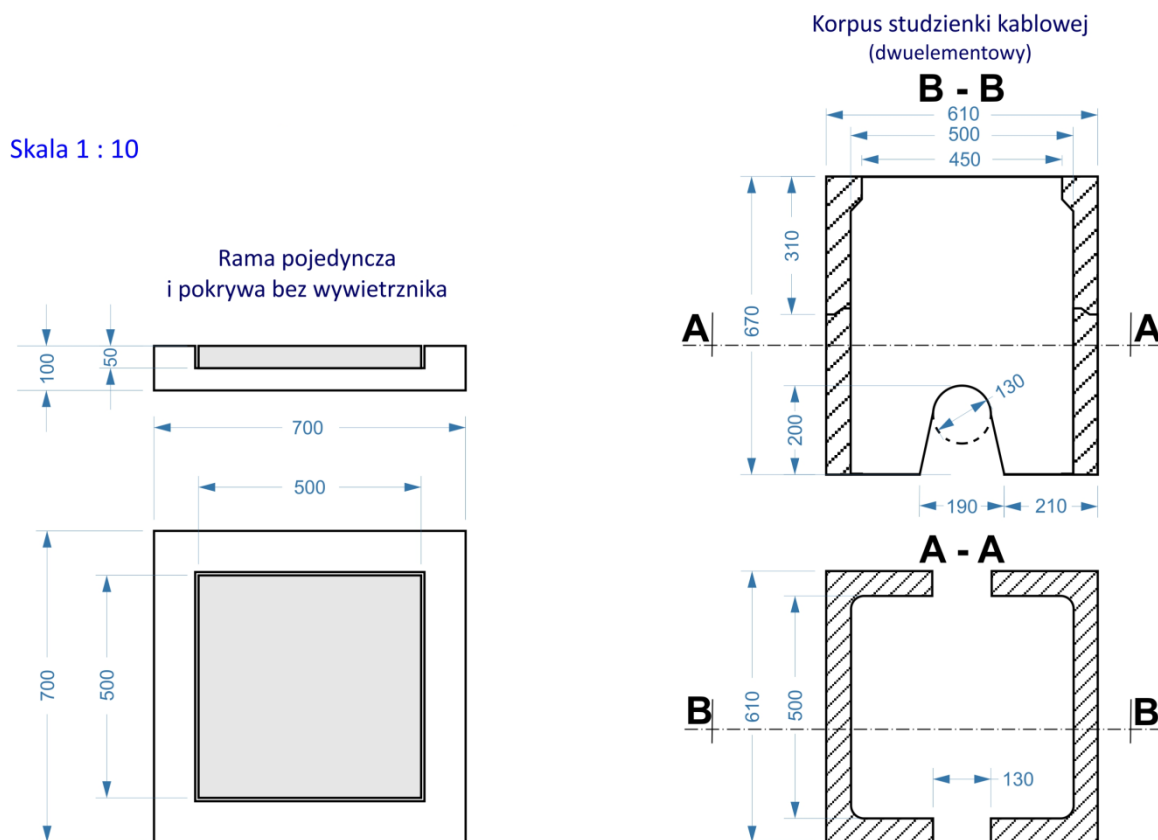 Korpus studzienki kablowej
(dwuelementowy)
B - B
610
500
450
Skala 1 : 10
310
670
Rama pojedyncza
i pokrywa bez wywietrznika
A
A
100
50
130
200
700
500
190
210
A - A
700
500
610
500
B
B
130